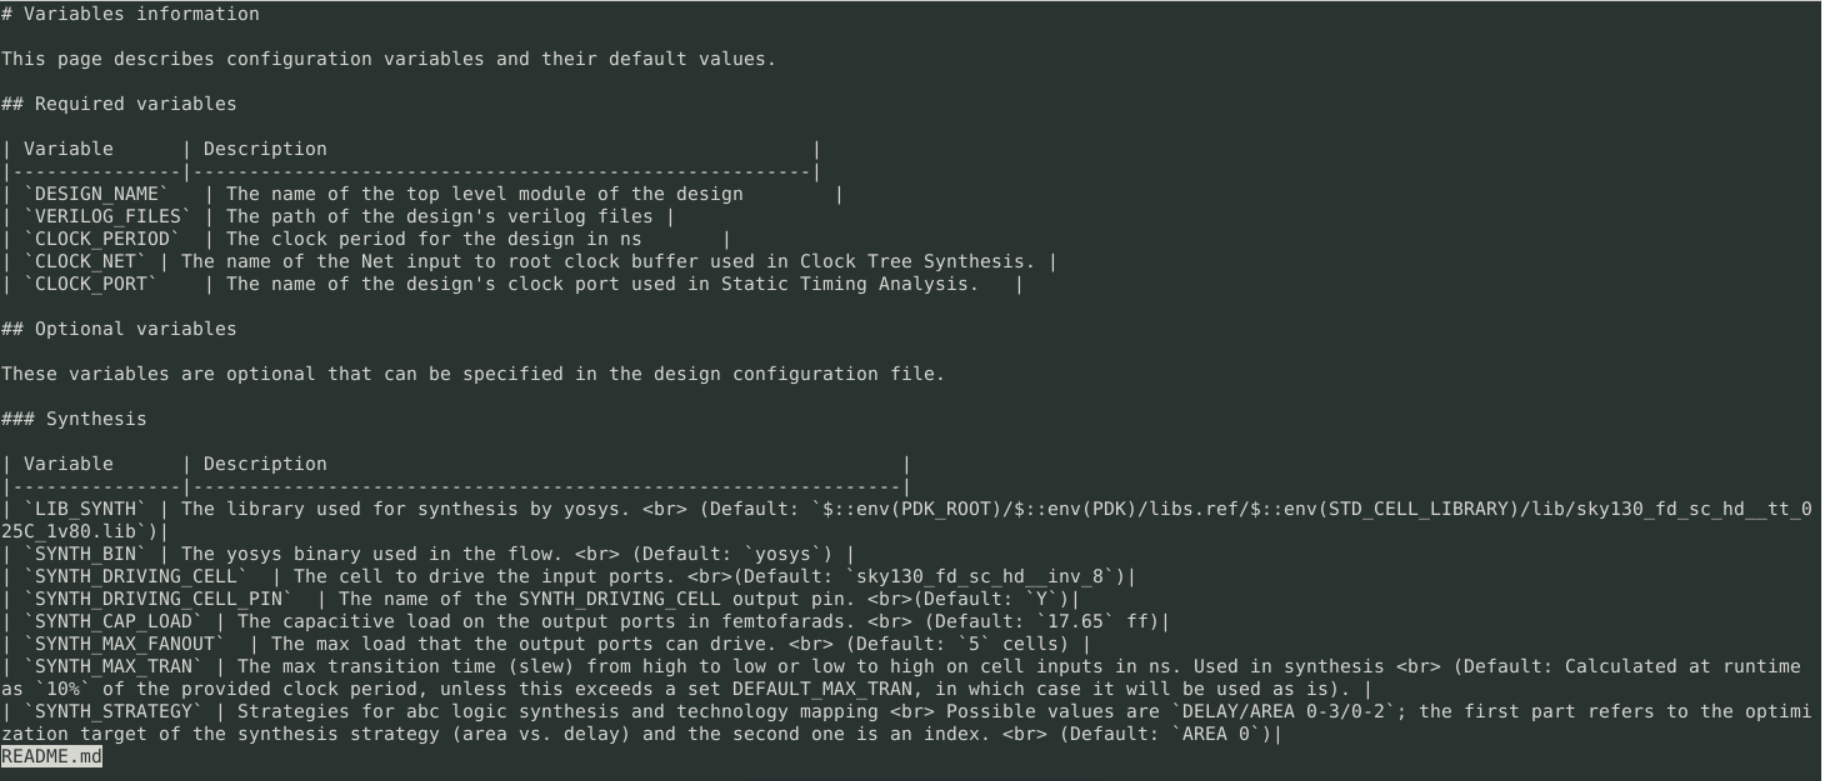 # Variables information
This page describes configuration variables and their default values.
## Required variables
| Variable      | Description                                           |
|---------------|-------------------------------------------------------|
| `DESIGN_NAME`   | The name of the top level module of the design        |
| `VERILOG_FILES` | The path of the design's verilog files |
| `CLOCK_PERIOD`  | The clock period for the design in ns       |
| `CLOCK_NET` | The name of the Net input to root clock buffer used in Clock Tree Synthesis. |
| `CLOCK_PORT`    | The name of the design's clock port used in Static Timing Analysis.   |
## Optional variables
These variables are optional that can be specified in the design configuration file.
### Synthesis
| Variable      | Description                                                   |
|---------------|---------------------------------------------------------------|
| `LIB_SYNTH` | The library used for synthesis by yosys. <br> (Default: `$::env(PDK_ROOT)/$::env(PDK)/libs.ref/$::env(STD_CELL_LIBRARY)/lib/sky130_fd_sc_hd__tt_0
25C_1v80.lib`)|
| `SYNTH_BIN` | The yosys binary used in the flow. <br> (Default: `yosys`) |
| `SYNTH_DRIVING_CELL`  | The cell to drive the input ports. <br>(Default: `sky130_fd_sc_hd__inv_8`)|
| `SYNTH_DRIVING_CELL_PIN`  | The name of the SYNTH_DRIVING_CELL output pin. <br>(Default: `Y`)|
| `SYNTH_CAP_LOAD` | The capacitive load on the output ports in femtofarads. <br> (Default: `17.65` ff)|
| `SYNTH_MAX_FANOUT`  | The max load that the output ports can drive. <br> (Default: `5` cells) |
| `SYNTH_MAX_TRAN` | The max transition time (slew) from high to low or low to high on cell inputs in ns. Used in synthesis <br> (Default: Calculated at runtime
as `10%` of the provided clock period, unless this exceeds a set DEFAULT_MAX_TRAN, in which case it will be used as is). |
| `SYNTH_STRATEGY` | Strategies for abc logic synthesis and technology mapping <br> Possible values are `DELAY/AREA 0-3/0-2`; the first part refers to the optimi
zation target of the synthesis strategy (area vs. delay) and the second one is an index. <br> (Default: `AREA 0`)|
README.md